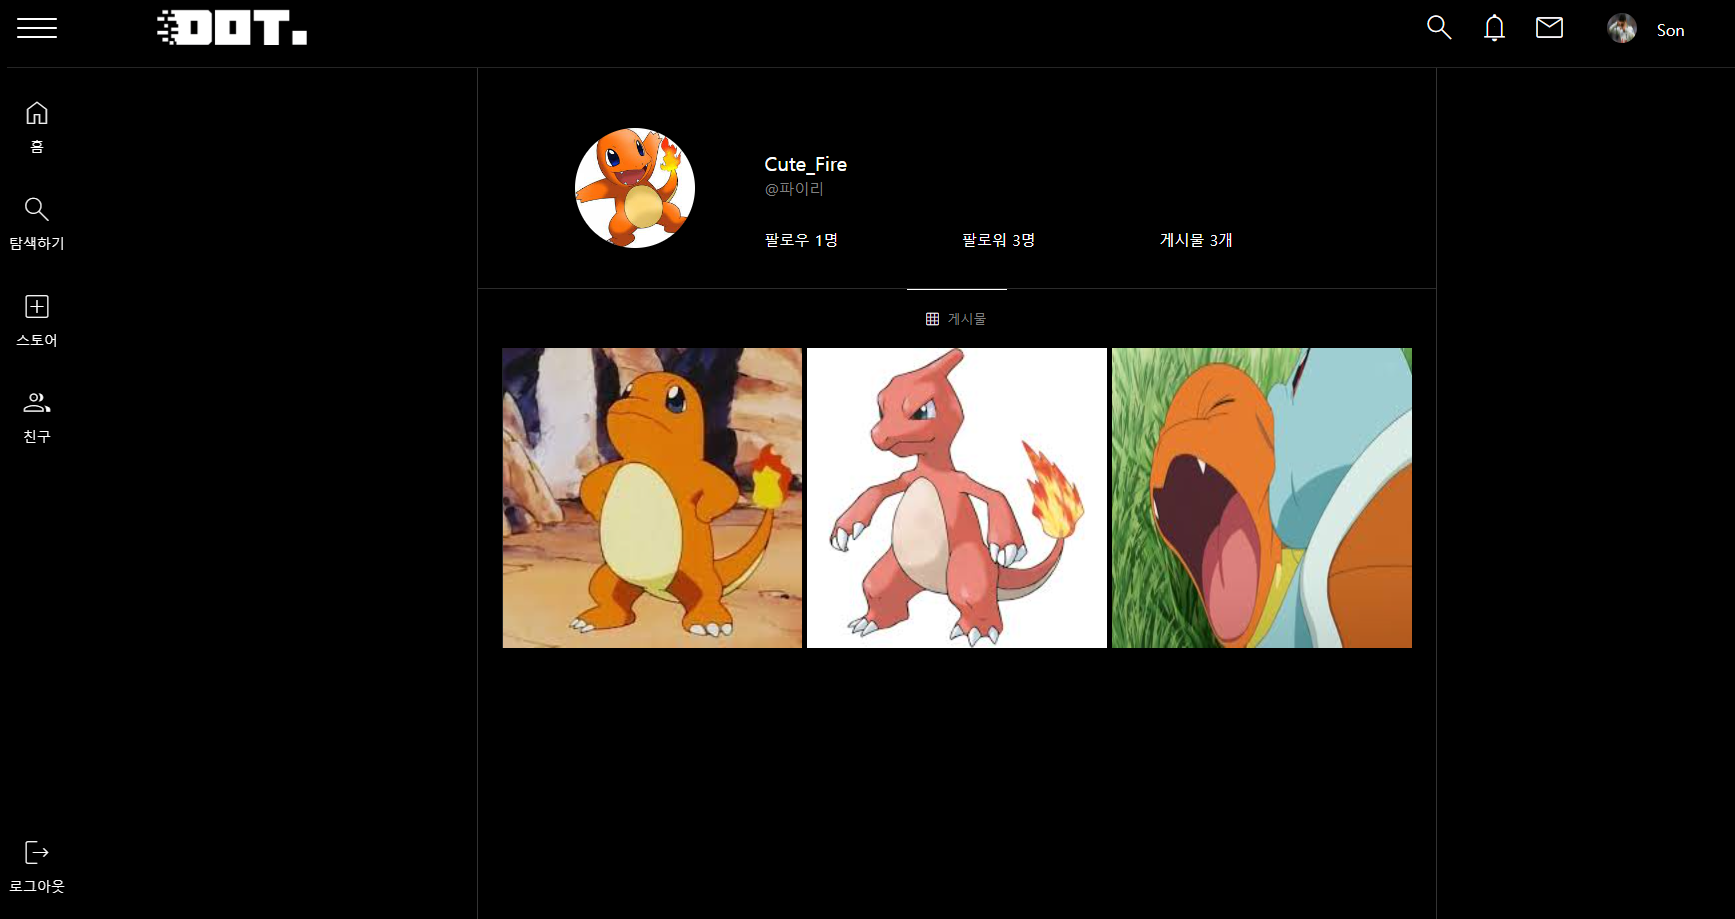 DOT.
Son
홈
탐색하기
스토어
친구
로그아웃
Cute_Fire
@파이리
팔로우 1명
팔로워 3명
게시물 3개
게시물